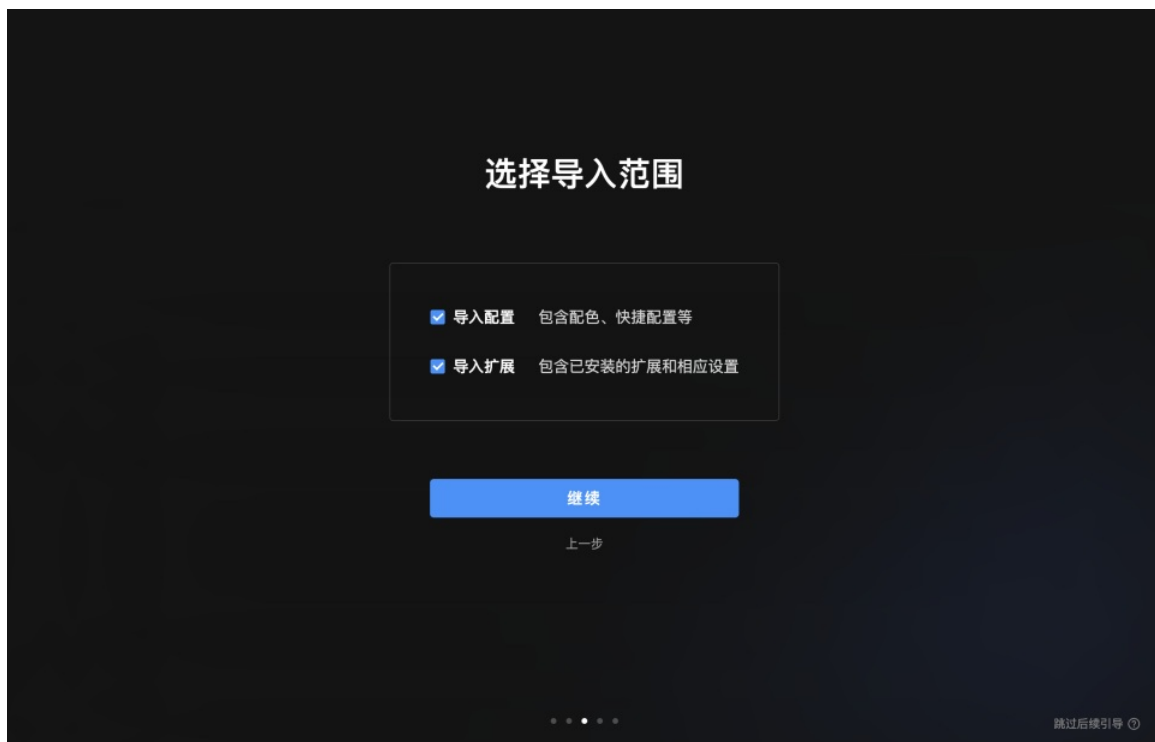 选择导入范围
导入配置 包含配色、快捷配置等
导入扩展 包含已安装的扩展和相应设置
继续
上一步
跳过后续引导